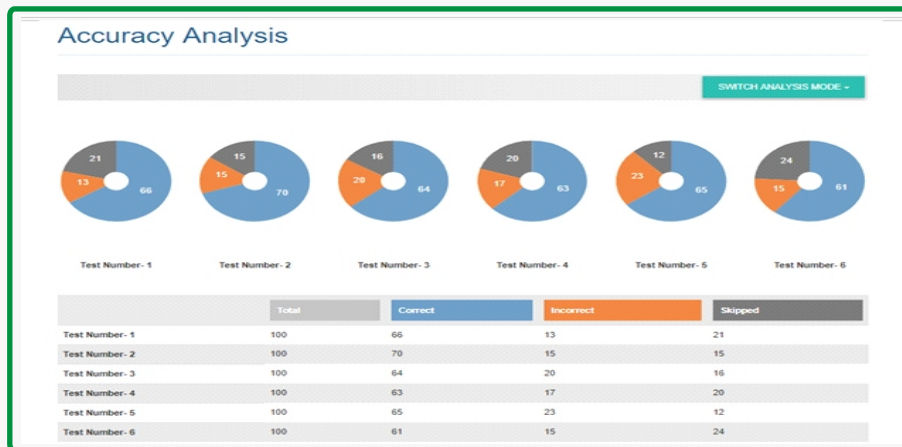 Accuracy Analysis
SWITCH ANALYSIS MODE
21
13
66
15
15
70
16
20
64
20
17
63
12
23
65
24
15
61
Test Number- 1
Test Number- 2
Test Number- 3
Test Number- 4
Test Number- 5
Test Number- 6
Total Correct Incorrect Skipped
Test Number- 1 100 66 13 21
Test Number- 2 100 70 15 15
Test Number- 3 100 64 20 16
Test Number- 4 100 63 17 20
Test Number- 5 100 65 23 12
Test Number- 6 100 61 15 24